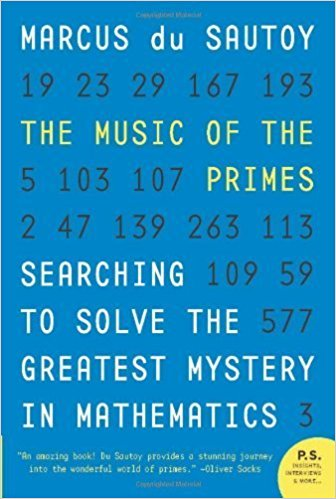 MARCUS du SAUTOY
19 23 29 167 193
THE MUSIC OF THE
5 103 107 PRIMES
2 47 139 263 113
SEARCHING 109 59
TO SOLVE THE 577
GREATEST MYSTERY
IN MATHEMATICS 3
"An amazing book! Du Sautoy provides a stunning journey
into the wonderful world of primes." —Oliver Sacks
P.S.
INSIGHTS,
INTERVIEWS
& MORE...